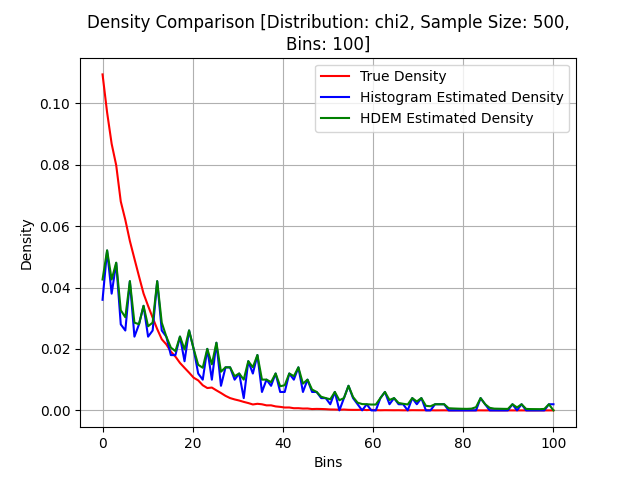 Density Comparison [Distribution: chi2, Sample Size: 500,
Bins: 100]
True Density
Histogram Estimated Density
HDEM Estimated Density
Density
0.10
0.08
0.06
0.04
0.02
0.00
0 20 40 60 80 100
Bins